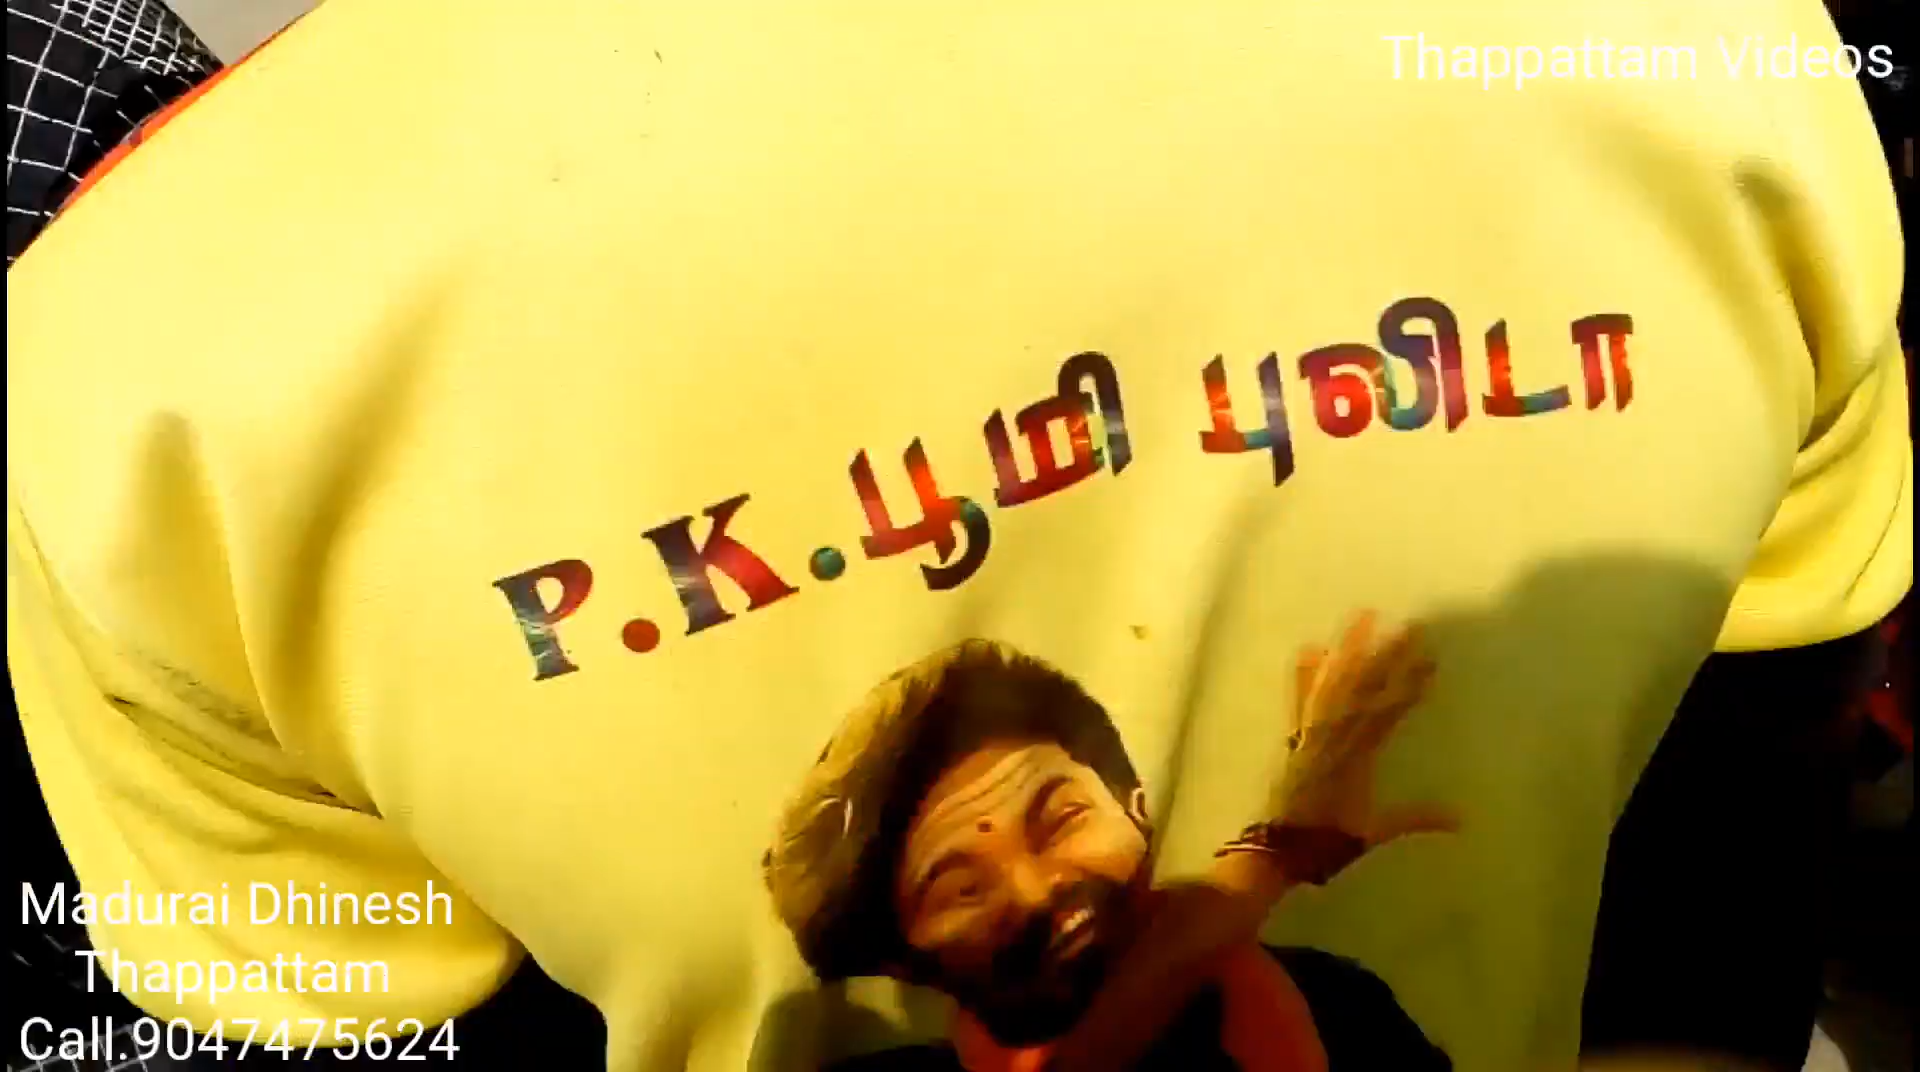 Thappattam Videos
P.K.பூமி புலிடா
Madurai Dhinesh
Thappattam
Call.9047475624